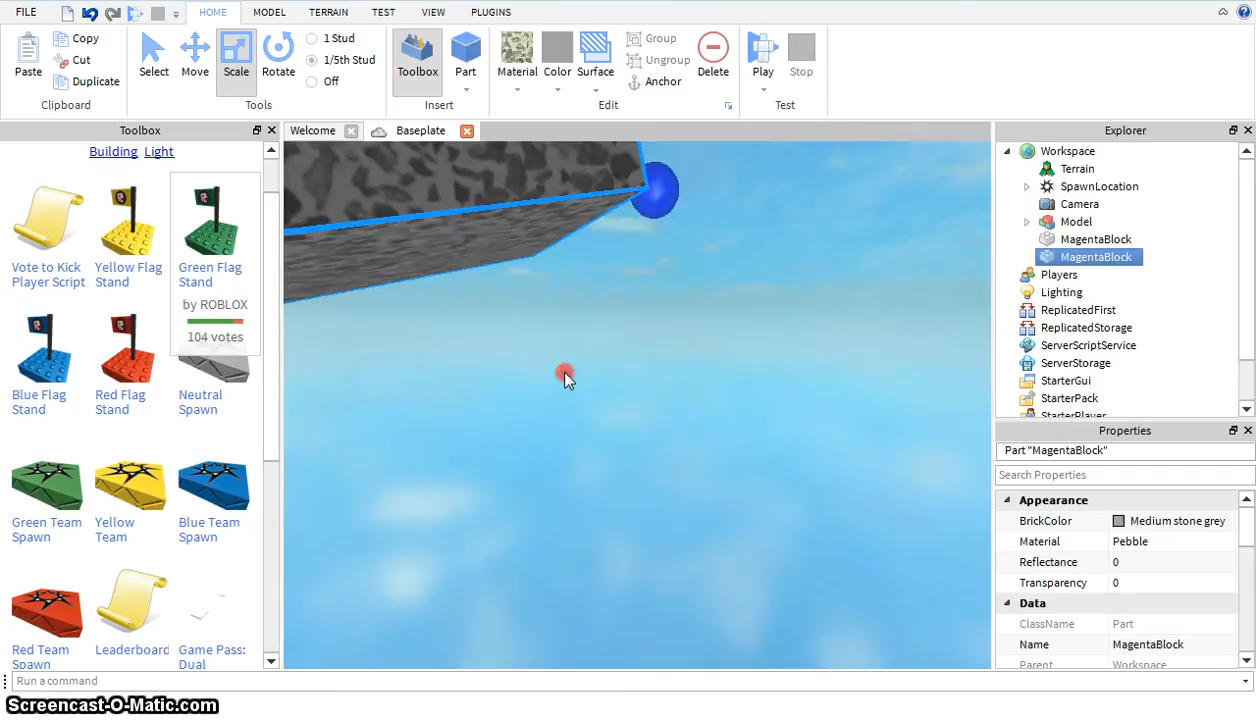 FILE HOME MODEL TERRAIN TEST VIEW PLUGINS
Copy
Cut
Duplicate
Paste
Clipboard
Select Move Scale Rotate
1 Stud
1/5th Stud
Off
Tools
Toolbox Part
Insert
Material Color Surface
Group
Ungroup
Anchor
Delete
Edit
Play Stop
Test
Toolbox
Building Light
Vote to Kick
Player Script
Yellow Flag
Stand
Green Flag
Stand
by ROBLOX
104 votes
Blue Flag
Stand
Red Flag
Stand
Neutral
Spawn
Green Team
Spawn
Yellow
Team
Blue Team
Spawn
Red Team
Spawn
Leaderboard
Game Pass:
Dual
Welcome Baseplate
Explorer
Workspace
Terrain
SpawnLocation
Camera
Model
MagentaBlock
MagentaBlock
Players
Lighting
ReplicatedFirst
ReplicatedStorage
ServerScriptService
ServerStorage
StarterGui
StarterPack
StarterPlayer
Properties
Part "MagentaBlock"
Search Properties
Appearance
BrickColor Medium stone grey
Material Pebble
Reflectance 0
Transparency 0
Data
ClassName Part
Name MagentaBlock
Parent Workspace
Run a command
Screencast-O-Matic.com